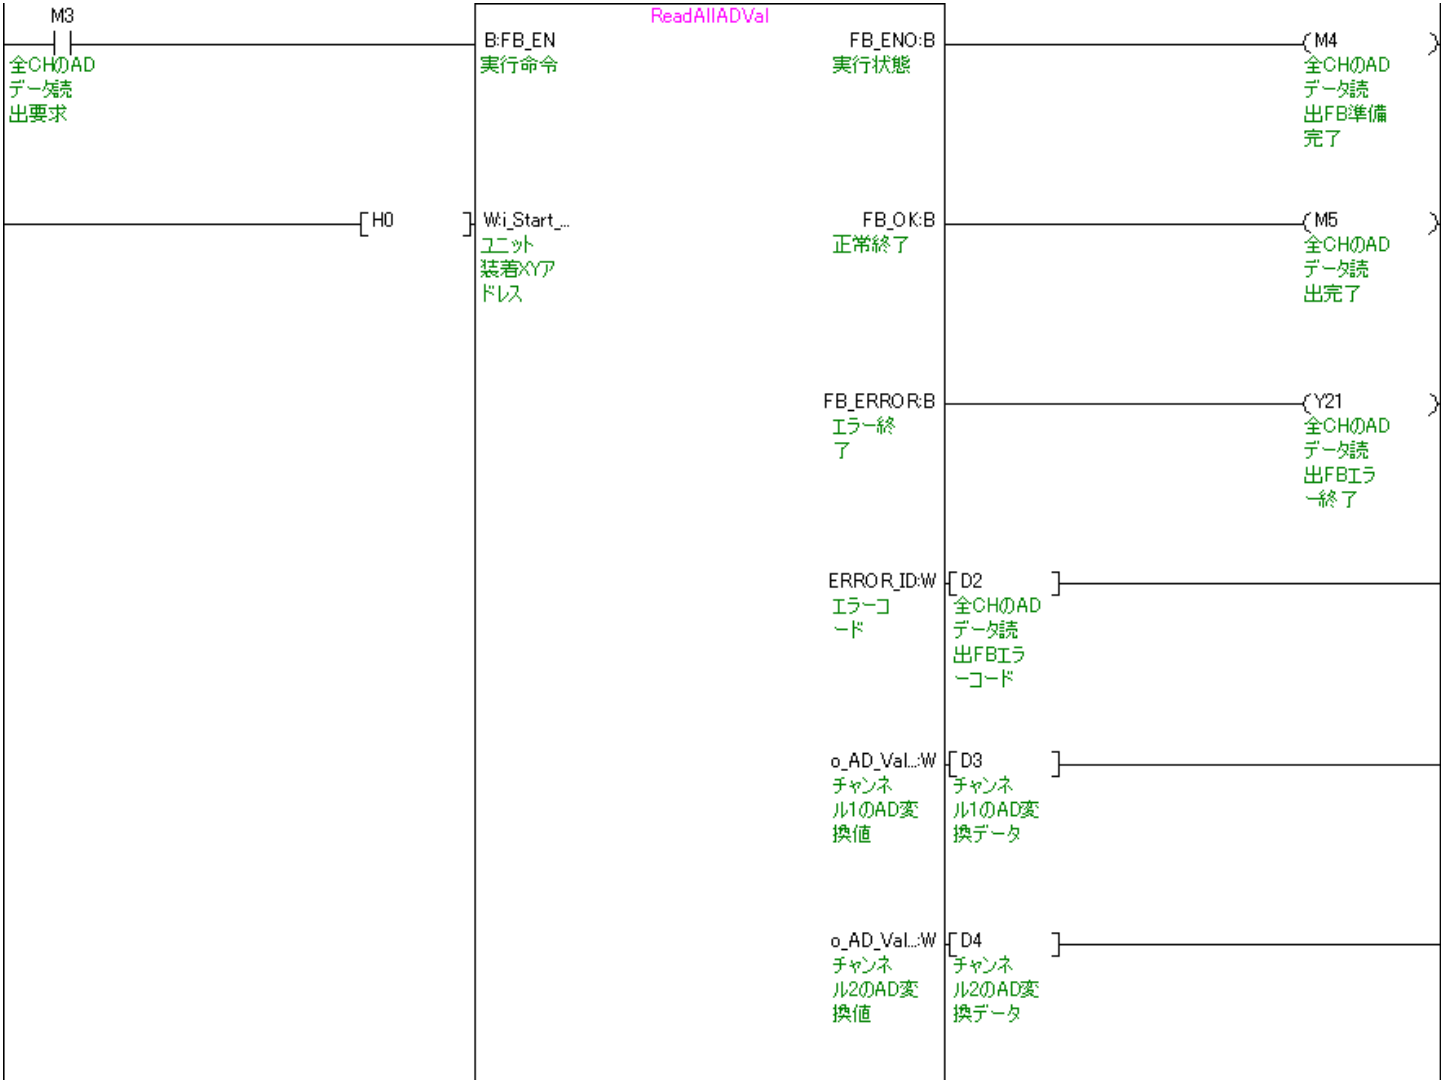 M3
ReadAllADVal
B:FB_EN
FB_ENO:B
M4
全CHのAD
データ読
出要求
実行命令
実行状態
全CHのAD
データ読
出FB準備
完了
H0
W:i_Start_...
FB_OK:B
M5
ユニット
装着XYア
ドレス
正常終了
全CHのAD
データ読
出完了
FB_ERROR:B
Y21
エラー終
了
全CHのAD
データ読
出FBエラ
ー終了
ERROR_ID:W
D2
エラーコ
ード
全CHのAD
データ読
出FBエラ
ーコード
o_AD_Val...:W
D3
チャンネ
ル1のAD変
換値
チャンネ
ル1のAD変
換データ
o_AD_Val...:W
D4
チャンネ
ル2のAD変
換値
チャンネ
ル2のAD変
換データ